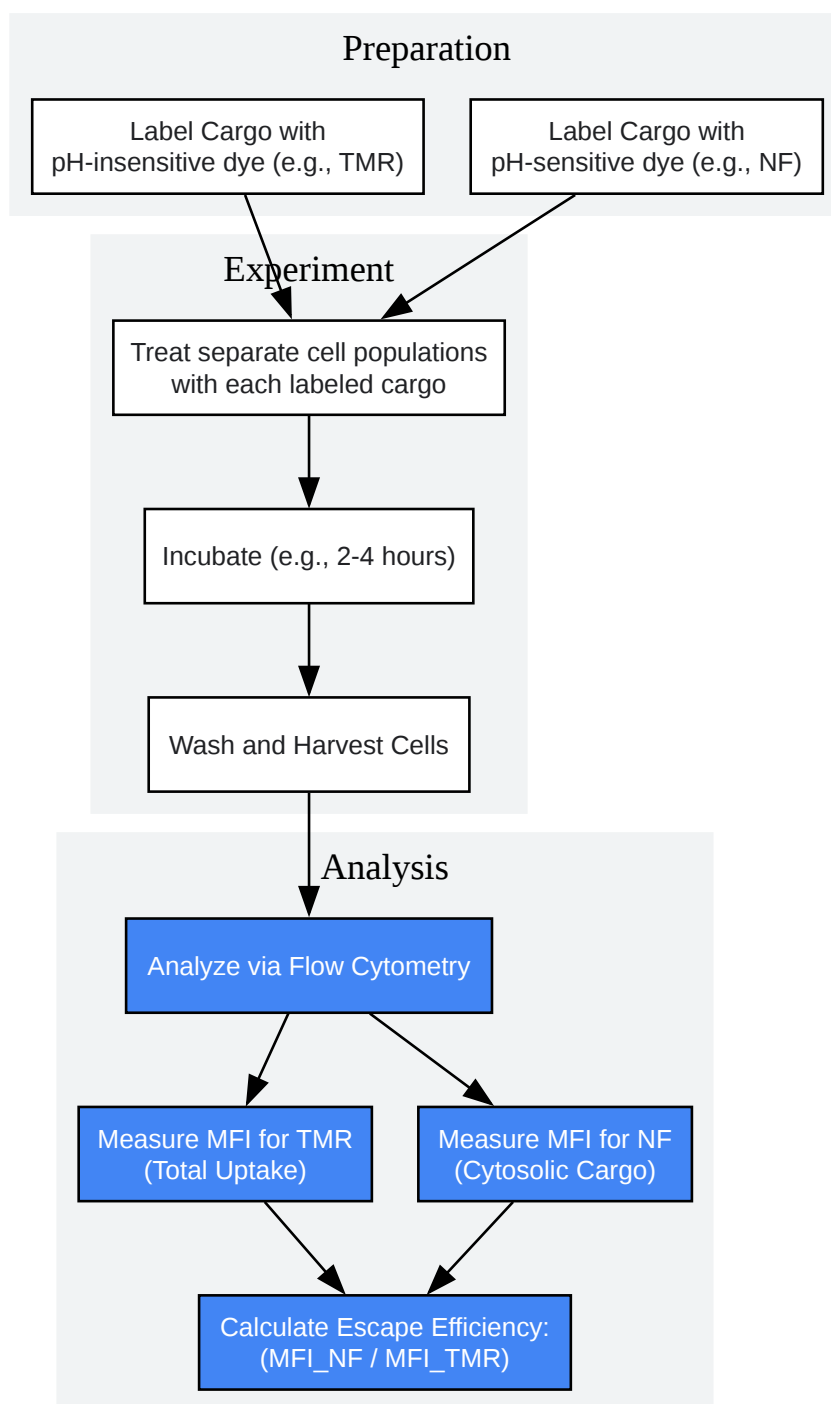 Preparation
Label Cargo with
pH-insensitive dye (e.g., TMR)
Label Cargo with
pH-sensitive dye (e.g., NF)
Experiment
Treat separate cell populations
with each labeled cargo
Incubate (e.g., 2-4 hours)
Wash and Harvest Cells
Analysis
Analyze via Flow Cytometry
Measure MFI for TMR
(Total Uptake)
Measure MFI for NF
(Cytosolic Cargo)
Calculate Escape Efficiency:
(MFI_NF / MFI_TMR)